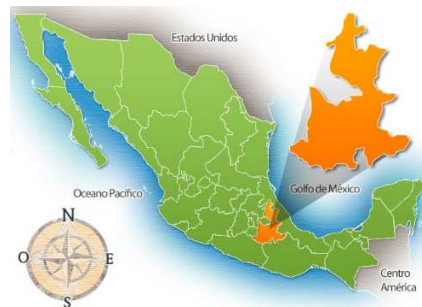 Estados Unidos
Golfo de México
Oceano Pacifico
N
O
E
S
Centro
América